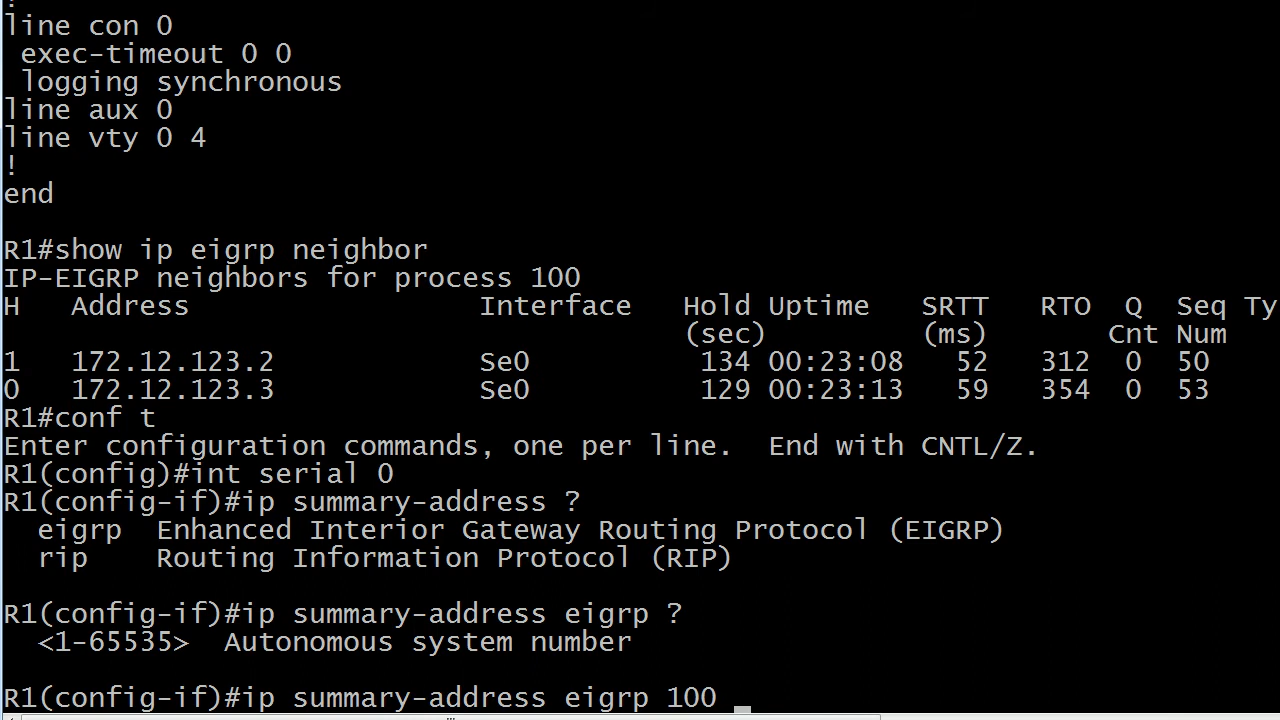 !
line con 0
 exec-timeout 0 0
 logging synchronous
line aux 0
line vty 0 4
!
end

R1#show ip eigrp neighbor
IP-EIGRP neighbors for process 100
H   Address                 Interface   Hold Uptime   SRTT   RTO  Q  Seq Ty
                                        (sec)         (ms)       Cnt Num
1   172.12.123.2            Se0          134 00:23:08   52   312  0  50
0   172.12.123.3            Se0          129 00:23:13   59   354  0  53
R1#conf t
Enter configuration commands, one per line.  End with CNTL/Z.
R1(config)#int serial 0
R1(config-if)#ip summary-address ?
  eigrp  Enhanced Interior Gateway Routing Protocol (EIGRP)
  rip    Routing Information Protocol (RIP)

R1(config-if)#ip summary-address eigrp ?
  <1-65535>  Autonomous system number

R1(config-if)#ip summary-address eigrp 100 _